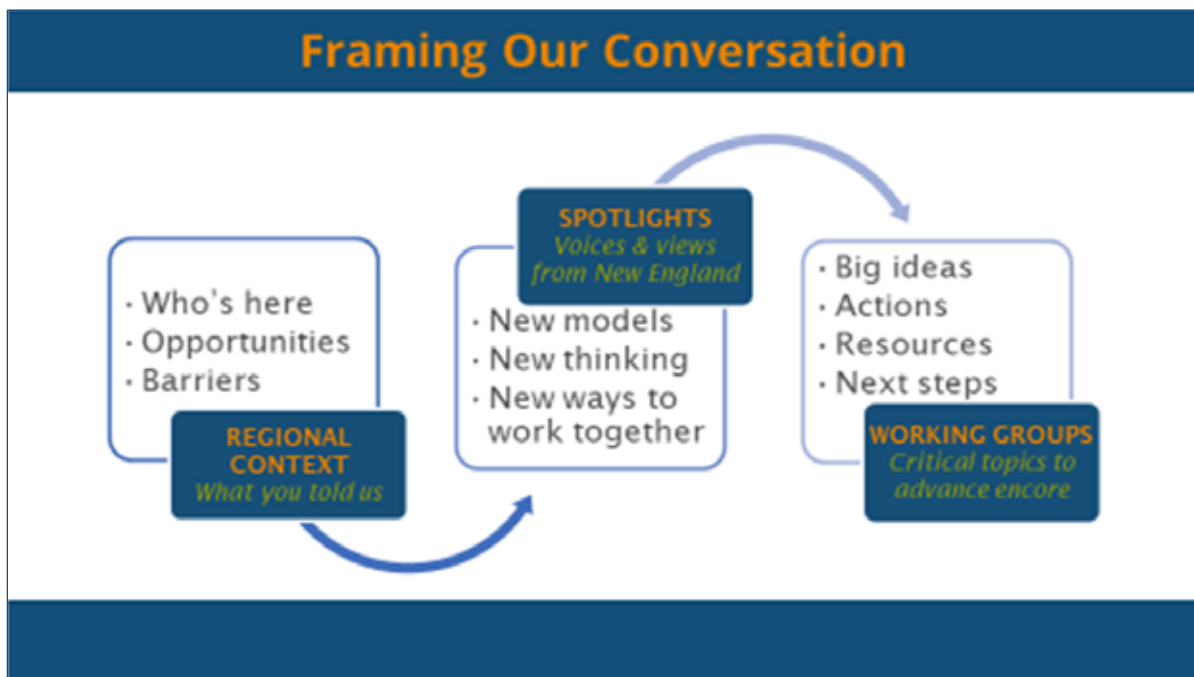 Framing Our Conversation
· Who's here
· Opportunities
· Barriers
REGIONAL
CONTEXT
What you told us
SPOTLIGHTS
Voices & views
from New England
· New models
· New thinking
· New ways to
work together
· Big ideas
· Actions
· Resources
· Next steps
WORKING GROUPS
Critical topics to
advance encore